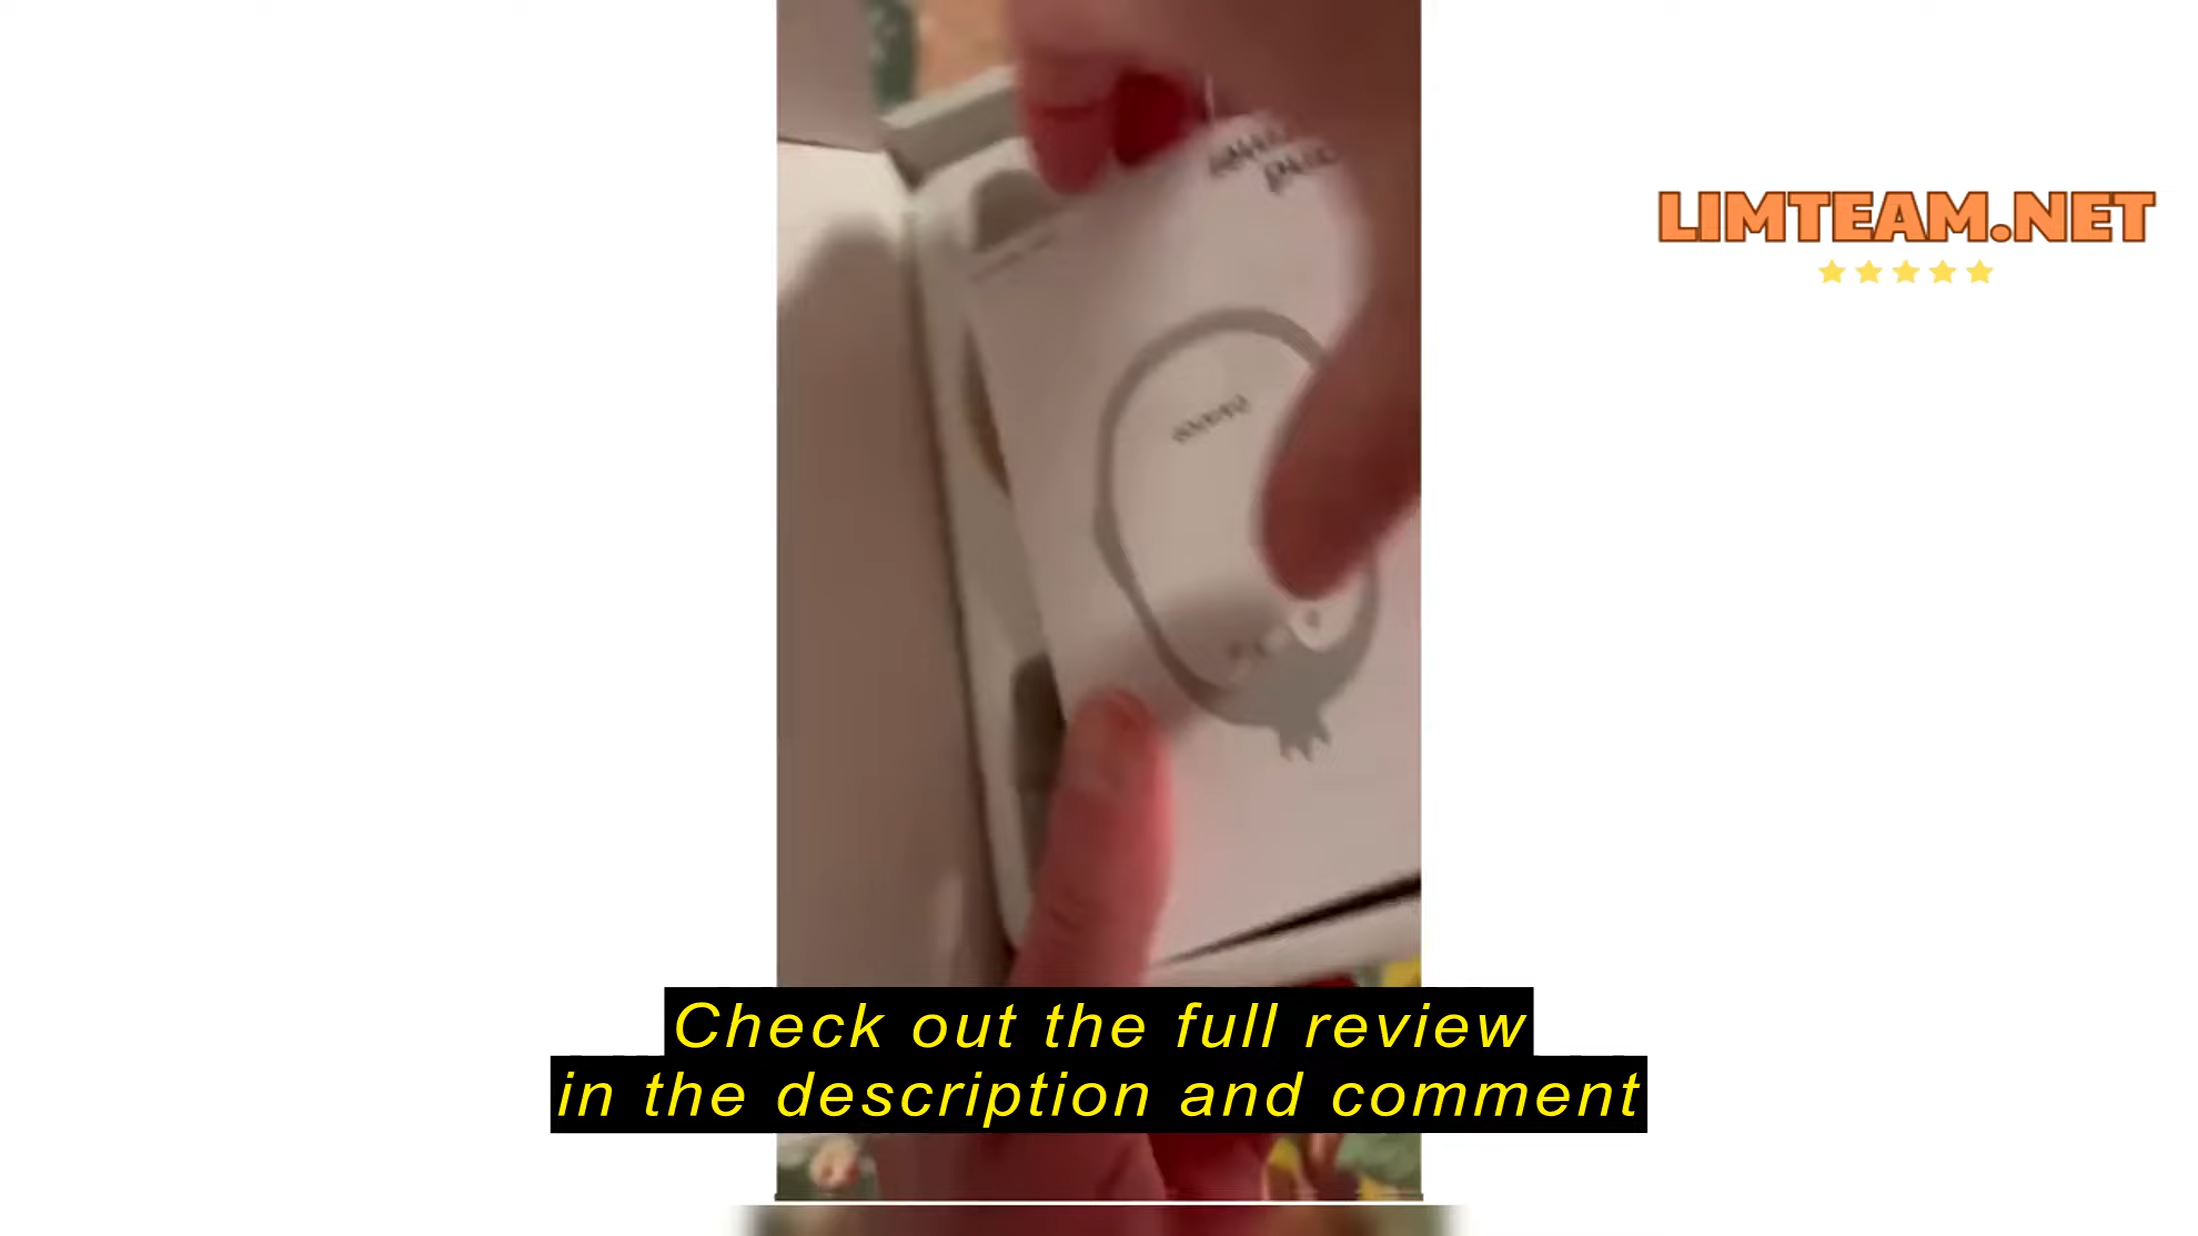 LIMTEAM.NET
Check out the full review
in the description and comment